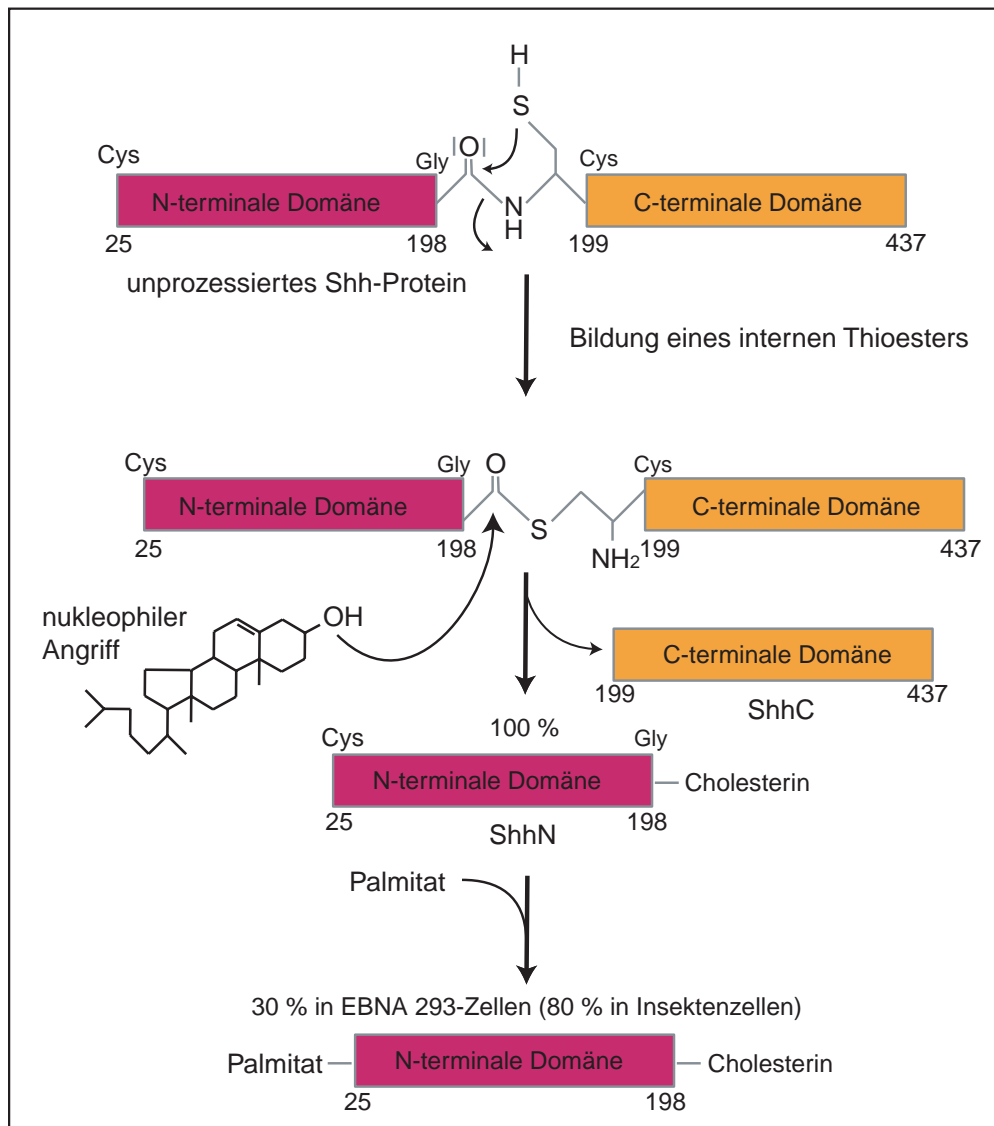 H
S
O
Cys
Gly
Cys
N-terminale Domäne
C-terminale Domäne
N
H
25
198
199
437
unprozessiertes Shh-Protein
Bildung eines internen Thioesters
Cys
Gly
O
Cys
N-terminale Domäne
C-terminale Domäne
S
25
198
NH2
199
437
nukleophiler
Angriff
OH
C-terminale Domäne
199
437
ShhC
100 %
Cys
Gly
N-terminale Domäne
Cholesterin
25
198
ShhN
Palmitat
30 % in EBNA 293-Zellen (80 % in Insektenzellen)
Palmitat
N-terminale Domäne
Cholesterin
25
198